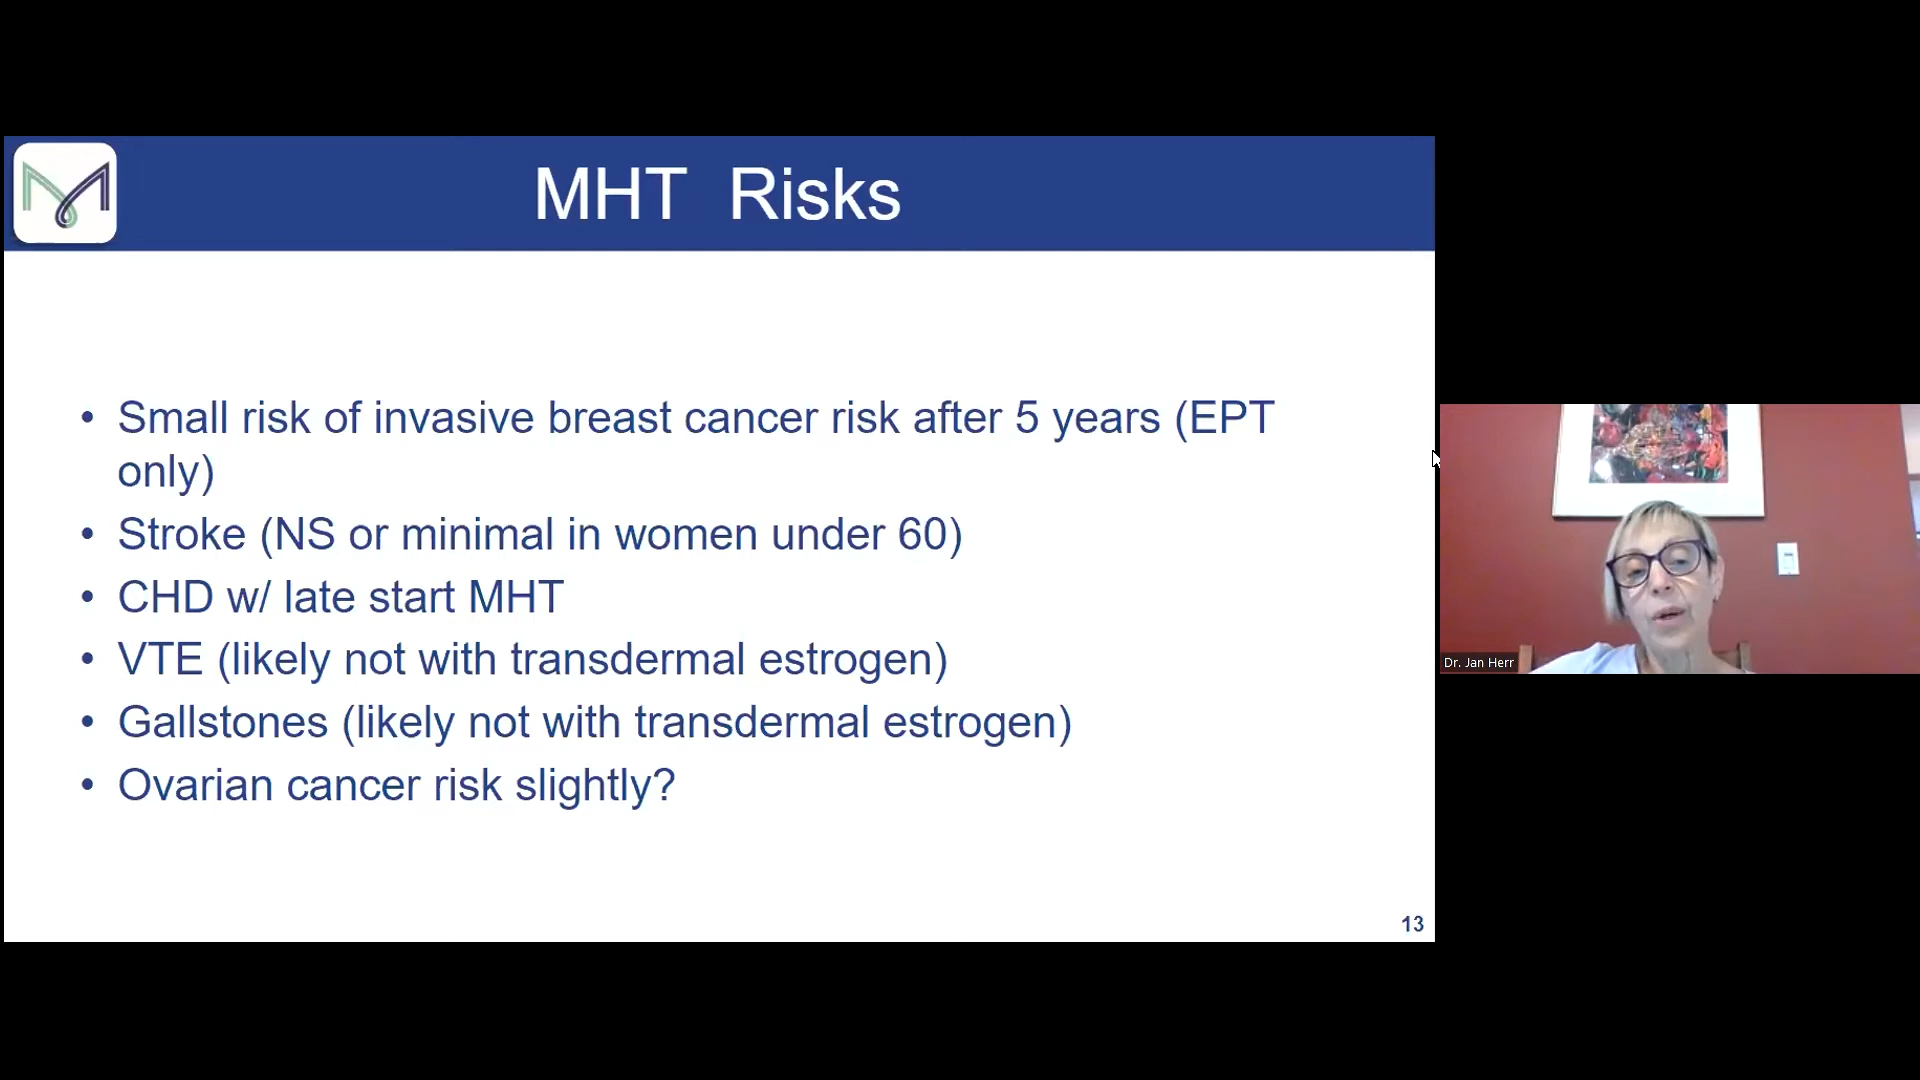 MHT Risks
• Small risk of invasive breast cancer risk after 5 years (EPT
only)
• Stroke (NS or minimal in women under 60)
• CHD w/ late start MHT
• VTE (likely not with transdermal estrogen)
• Gallstones (likely not with transdermal estrogen)
• Ovarian cancer risk slightly?
13
Dr. Jan Herr